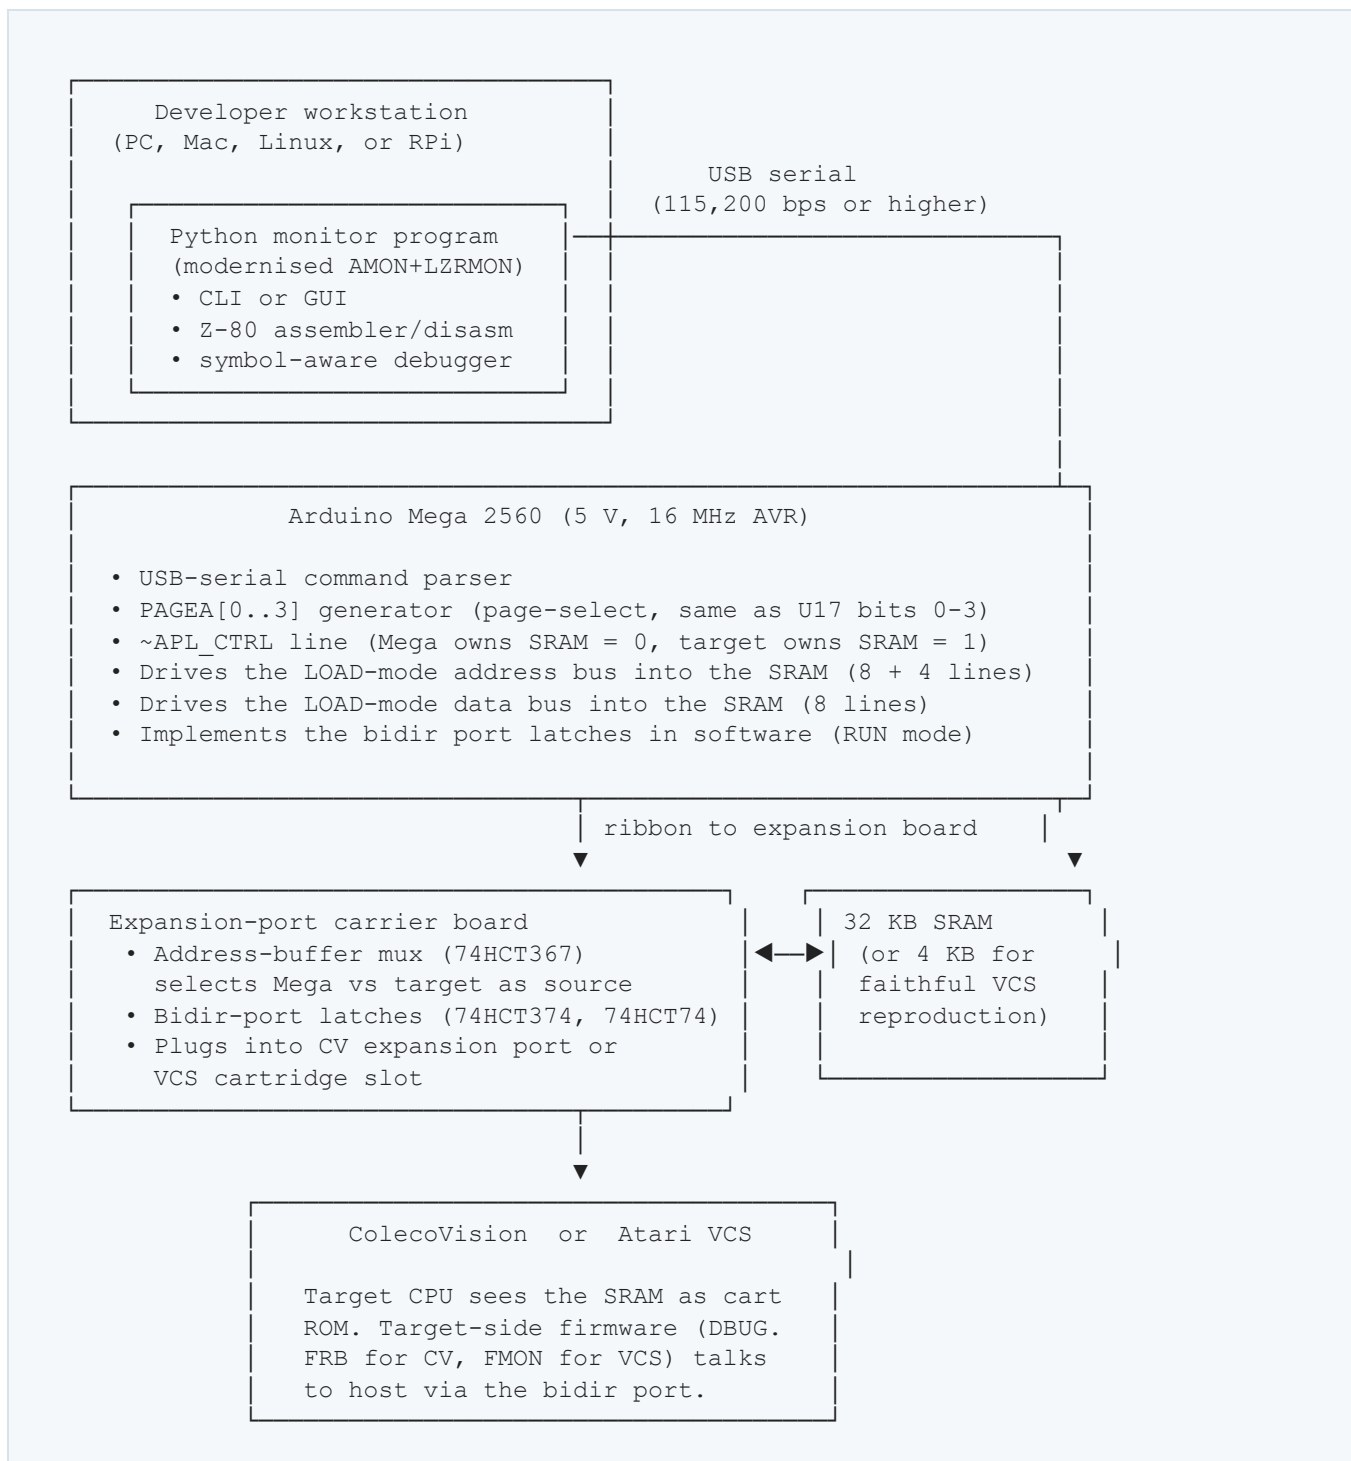 Developer workstation
(PC, Mac, Linux, or RPi)
USB serial
(115,200 bps or higher)
Python monitor program
(modernised AMON+LZRMON)
• CLI or GUI
• Z-80 assembler/disasm
• symbol-aware debugger
Arduino Mega 2560 (5 V, 16 MHz AVR)
• USB-serial command parser
• PAGEA[0..3] generator (page-select, same as U17 bits 0-3)
• ~APL_CTRL line (Mega owns SRAM = 0, target owns SRAM = 1)
• Drives the LOAD-mode address bus into the SRAM (8 + 4 lines)
• Drives the LOAD-mode data bus into the SRAM (8 lines)
• Implements the bidir port latches in software (RUN mode)
ribbon to expansion board
Expansion-port carrier board
• Address-buffer mux (74HCT367)
selects Mega vs target as source
• Bidir-port latches (74HCT374, 74HCT74)
• Plugs into CV expansion port or
VCS cartridge slot
32 KB SRAM
(or 4 KB for
faithful VCS
reproduction)
ColecoVision or Atari VCS
Target CPU sees the SRAM as cart
ROM. Target-side firmware (DBUG.
FRB for CV, FMON for VCS) talks
to host via the bidir port.